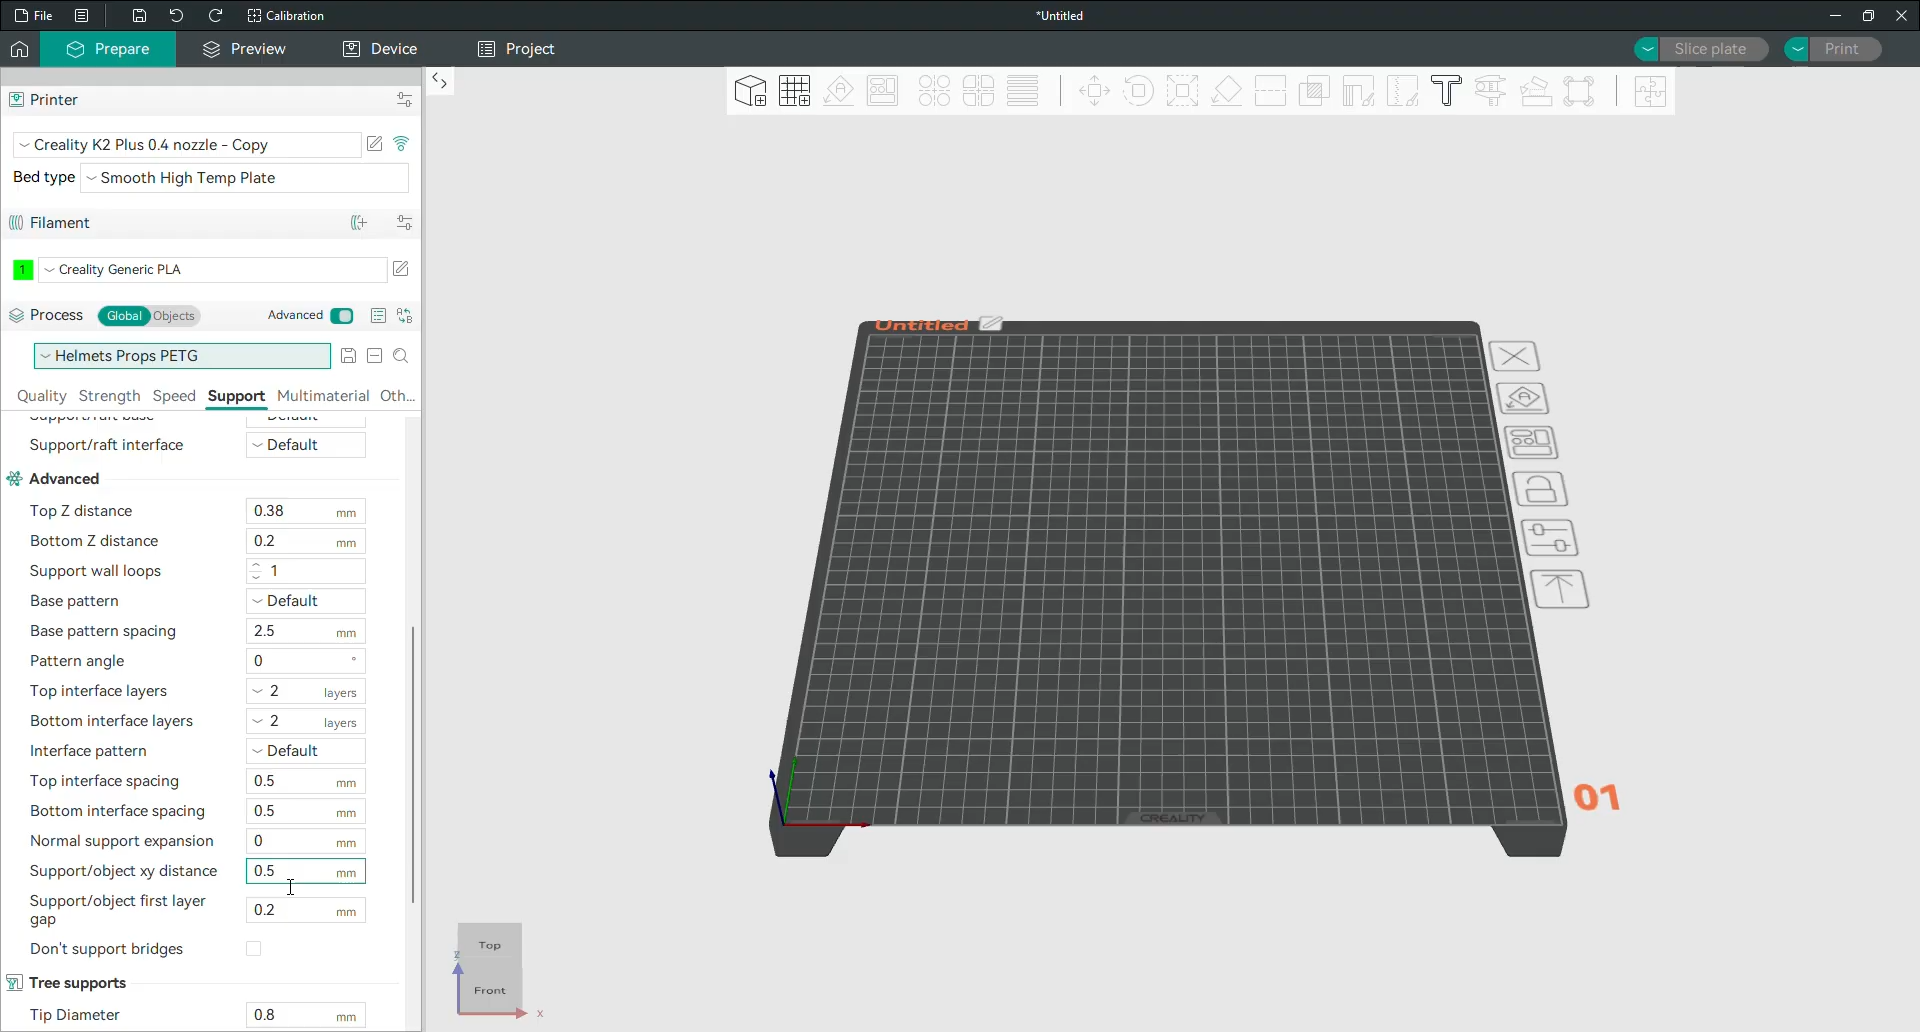 File
Calibration
*Untitled
Prepare
Preview
Device
Project
Slice plate
Print
Printer
Creality K2 Plus 0.4 nozzle - Copy
Bed type
Smooth High Temp Plate
Filament
1
Creality Generic PLA
Process
Global
Objects
Advanced
Helmets Props PETG
Quality
Strength
Speed
Support
Multimaterial
Oth...
Support/raft base
Default
Support/raft interface
Default
Advanced
Top Z distance
0.38 mm
Bottom Z distance
0.2 mm
Support wall loops
1
Base pattern
Default
Base pattern spacing
2.5 mm
Pattern angle
0 °
Top interface layers
2 layers
Bottom interface layers
2 layers
Interface pattern
Default
Top interface spacing
0.5 mm
Bottom interface spacing
0.5 mm
Normal support expansion
0 mm
Support/object xy distance
0.5 mm
Support/object first layer
gap
0.2 mm
Don't support bridges
Tree supports
Tip Diameter
0.8 mm
Untitled
CREALITY
01
Top
Front
z
x